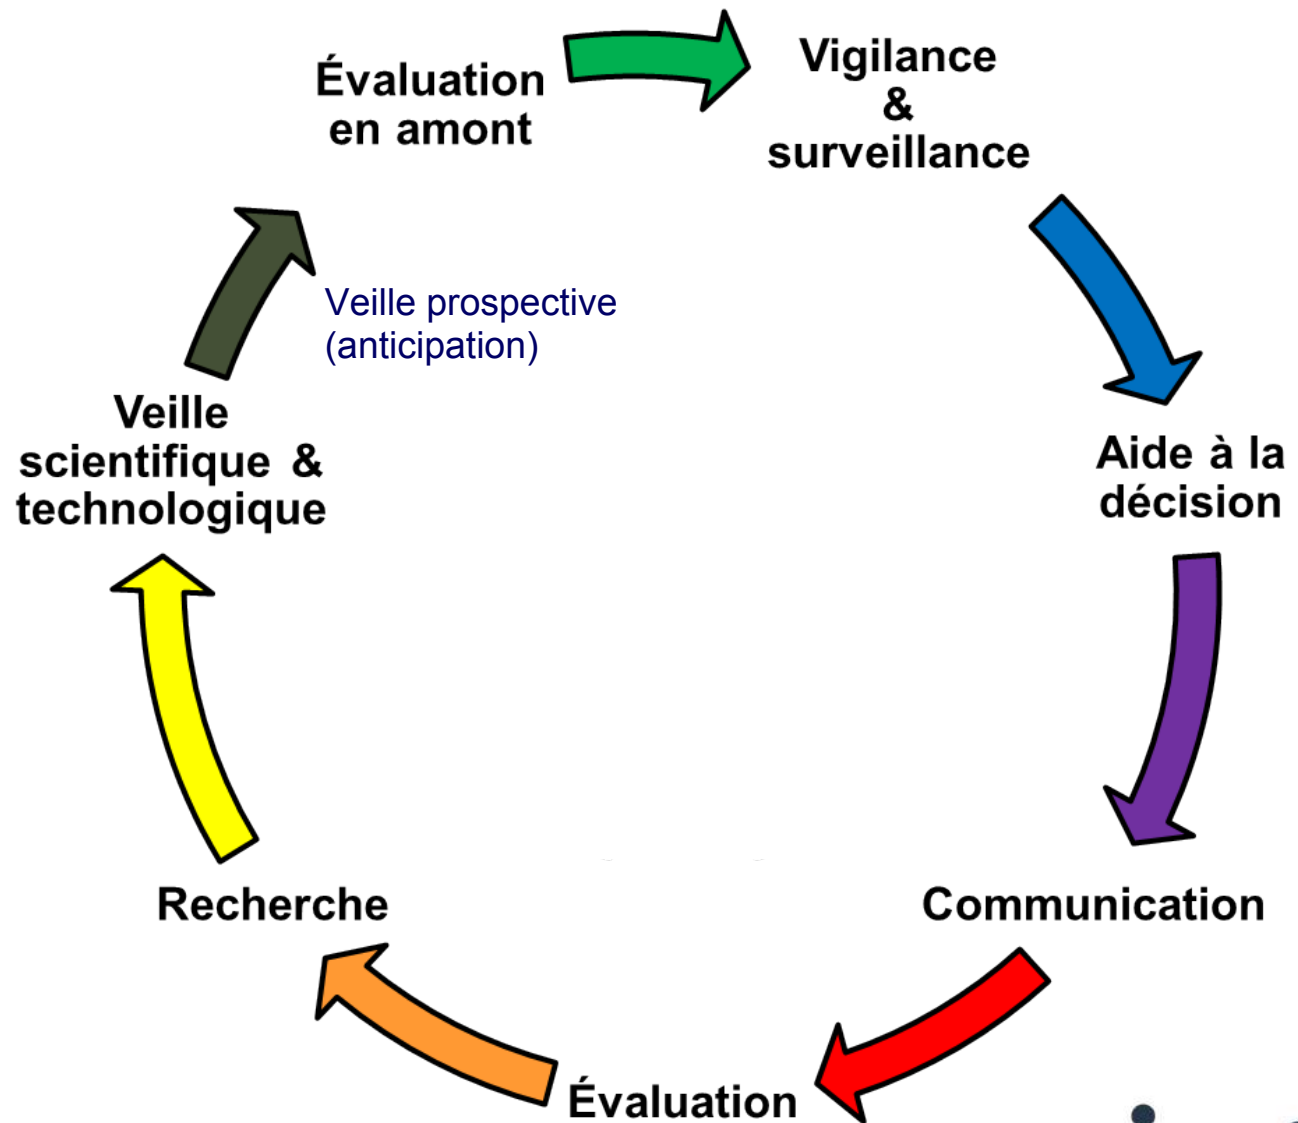 Évaluation
en amont
Vigilance
&
surveillance
Veille prospective
(anticipation)
Veille
scientifique &
technologique
Aide à la
décision
Recherche
Communication
Évaluation